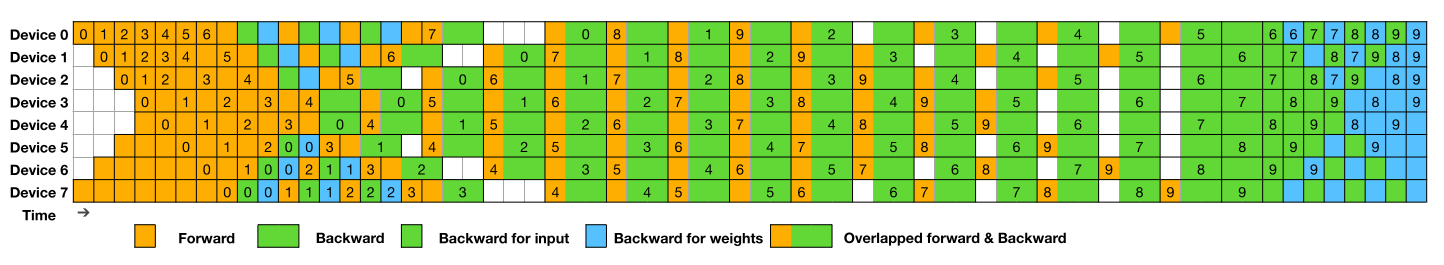 Device 0 0 1 2 3 4 5 6 7 0 8 1 9 2 3 4 5 6 6 7 7 8 8 9 9
Device 1 0 1 2 3 4 5 6 0 7 1 8 2 9 3 4 5 6 7 8 7 9 8 9
Device 2 0 1 2 3 4 5 0 6 1 7 2 8 3 9 4 5 6 7 8 7 9 8 9
Device 3 0 1 2 3 4 0 5 1 6 2 7 3 8 4 9 5 6 7 8 9 8 9
Device 4 0 1 2 3 0 4 1 5 2 6 3 7 4 8 5 9 6 7 8 9 8 9
Device 5 0 1 2 0 0 3 1 4 2 5 3 6 4 7 5 8 6 9 7 8 9 9
Device 6 0 1 0 0 2 1 1 3 2 4 3 5 4 6 5 7 6 8 7 9 8 9 9
Device 7 0 0 0 1 1 1 2 2 2 3 3 4 4 5 5 6 6 7 7 8 8 9 9
Time →
Forward Backward Backward for input Backward for weights Overlapped forward & Backward